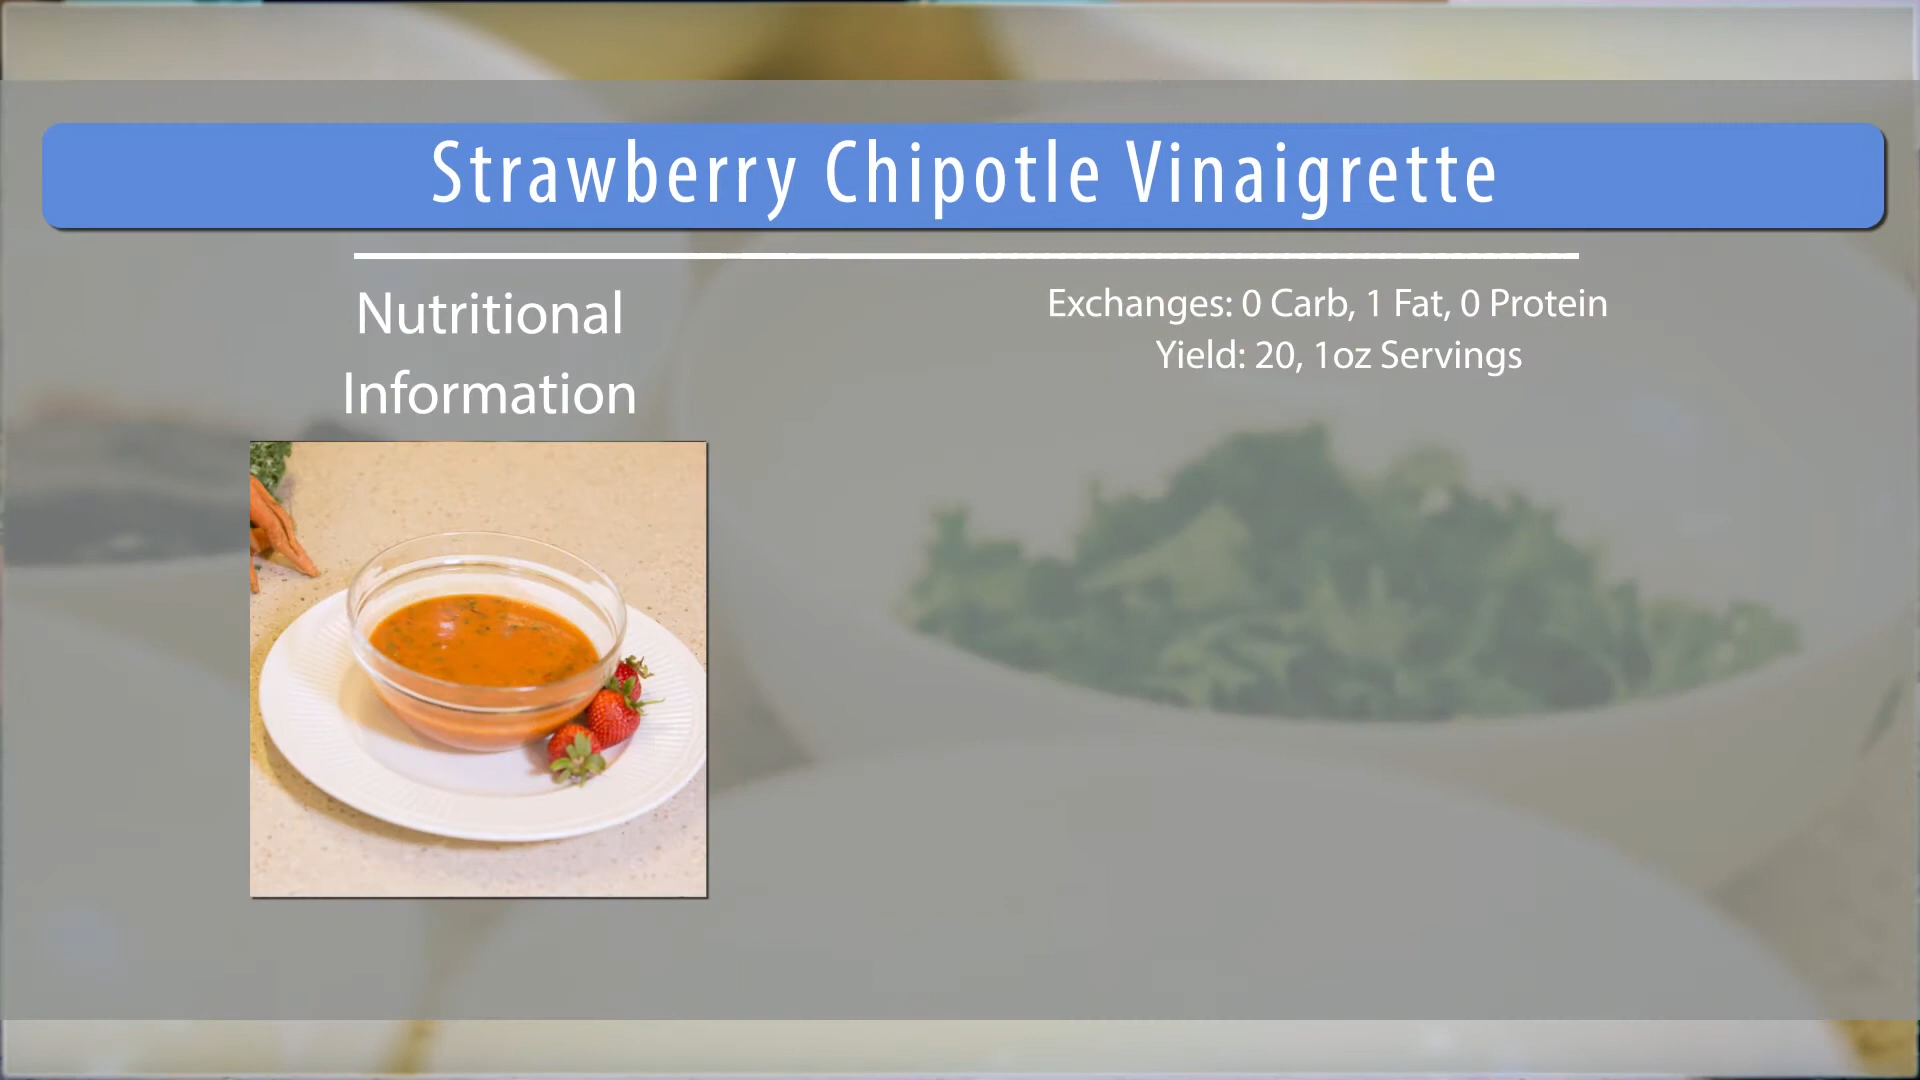 Strawberry Chipotle Vinaigrette
Nutritional
Information
Exchanges: 0 Carb, 1 Fat, 0 Protein
Yield: 20, 1oz Servings